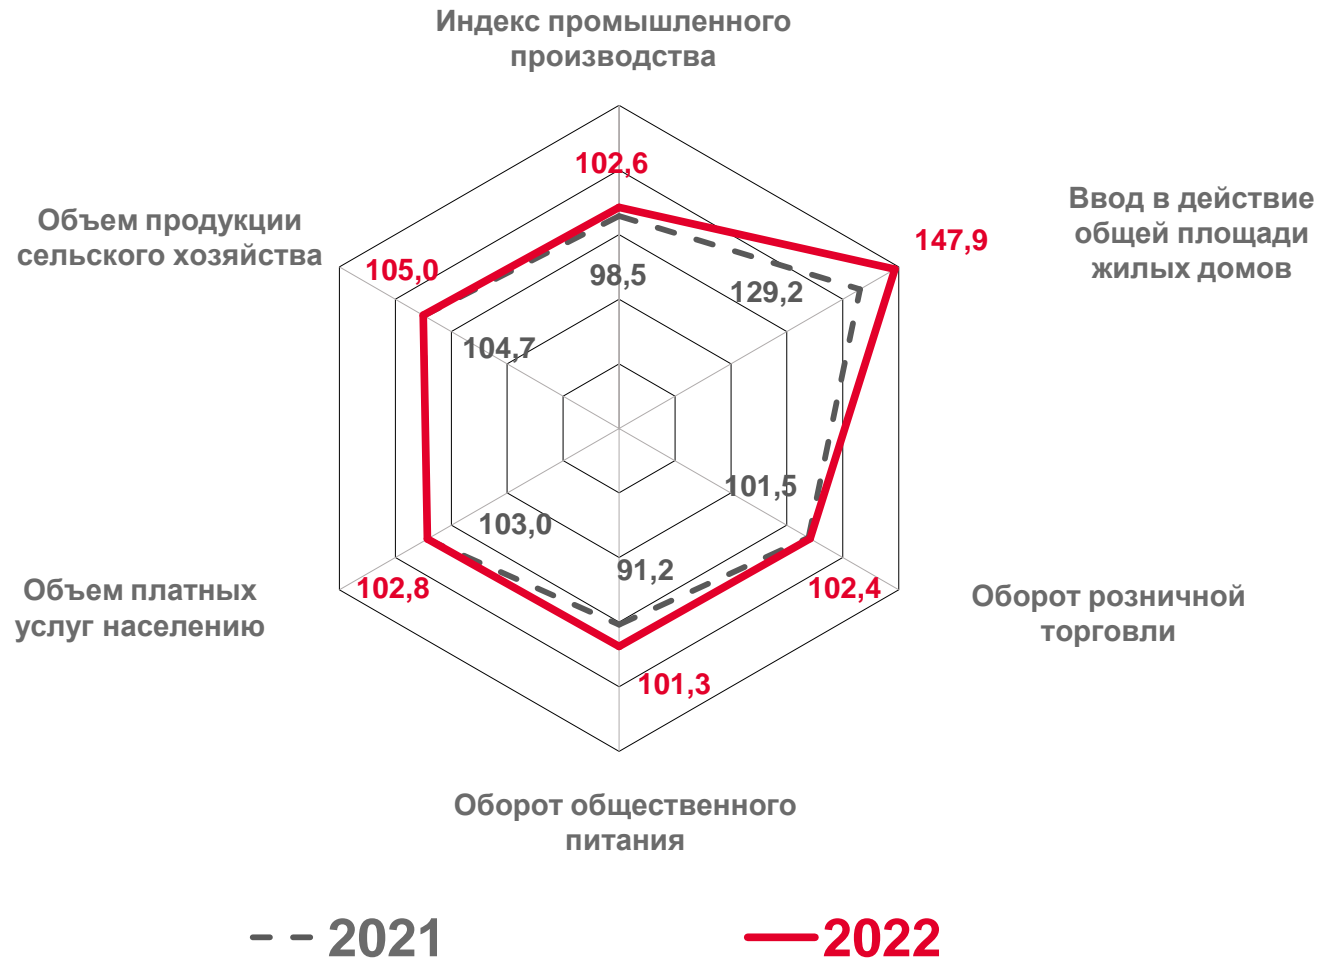 Индекс промышленного
производства
102,6
Ввод в действие
общей площади
жилых домов
147,9
Объем продукции
сельского хозяйства
105,0
98,5
129,2
104,7
101,5
103,0
91,2
Объем платных
услуг населению
102,8
102,4
Оборот розничной
торговли
101,3
Оборот общественного
питания
2021
2022